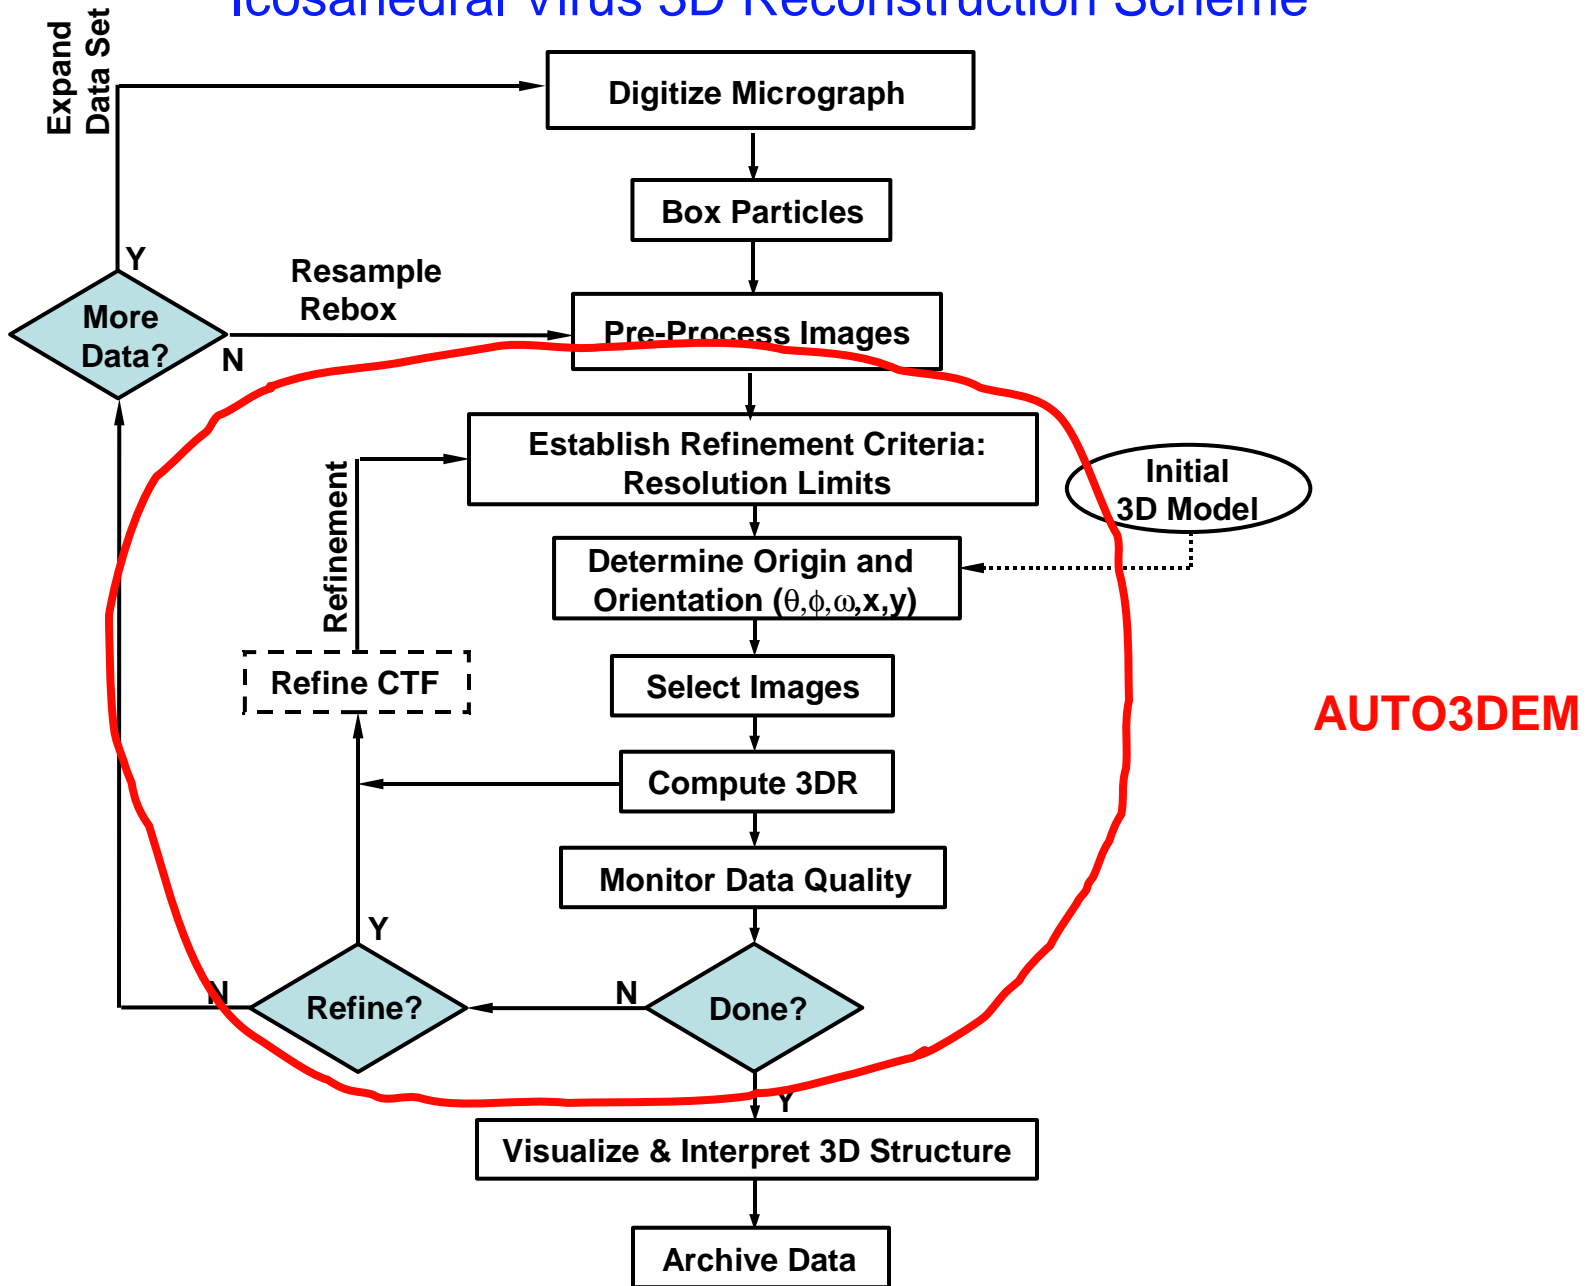 Icosahedral Virus 3D Reconstruction Scheme
Expand
Data Set
Digitize Micrograph
Box Particles
Y
Resample
Rebox
More
Data?
N
Pre-Process Images
Establish Refinement Criteria:
Resolution Limits
Initial
3D Model
Refinement
Determine Origin and
Orientation (θ,ϕ,ω,x,y)
Refine CTF
Select Images
AUTO3DEM
Compute 3DR
Monitor Data Quality
Y
N
Refine?
N
Done?
Y
Visualize & Interpret 3D Structure
Archive Data